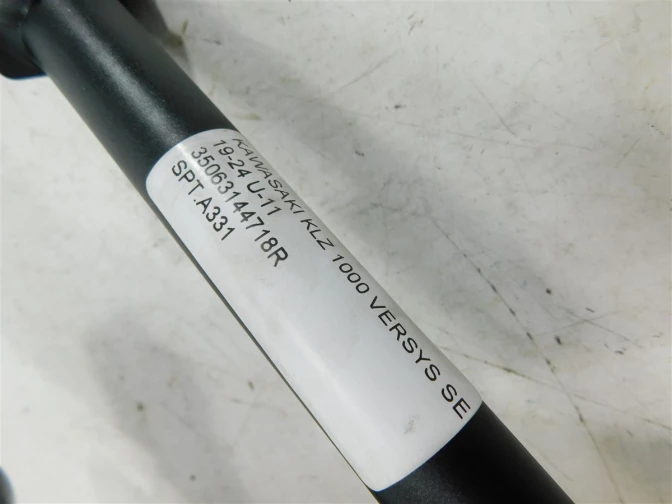 KAWASAKI KLZ 1000 VERSYS SE
19-24 U-11
35063144718R
SPT.A331